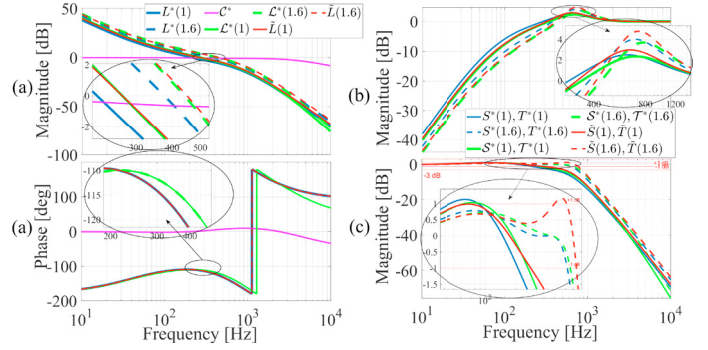 50
0
-50
-100
Magnitude [dB]
(a)
L*(1)
L*(1.6)
C*
𝓛*(1)
𝓛*(1.6)
L̃(1)
L̃(1.6)
2
0
-2
300
400
500
100
0
-100
-200
Phase [deg]
(a)
-110
-115
-120
200
300
400
10¹
10²
10³
10⁴
Frequency [Hz]
0
-10
-20
-30
-40
Magnitude [dB]
(b)
4
2
0
400
800
1200
S*(1), T*(1)
S*(1.6), T*(1.6)
𝒮*(1), 𝒯*(1)
𝒮*(1.6), 𝒯*(1.6)
S̃(1), T̃(1)
S̃(1.6), T̃(1.6)
0
-20
-40
-60
Magnitude [dB]
(c)
-3 dB
1
0.5
0
-0.5
-1.5
10¹
10²
10³
10⁴
Frequency [Hz]